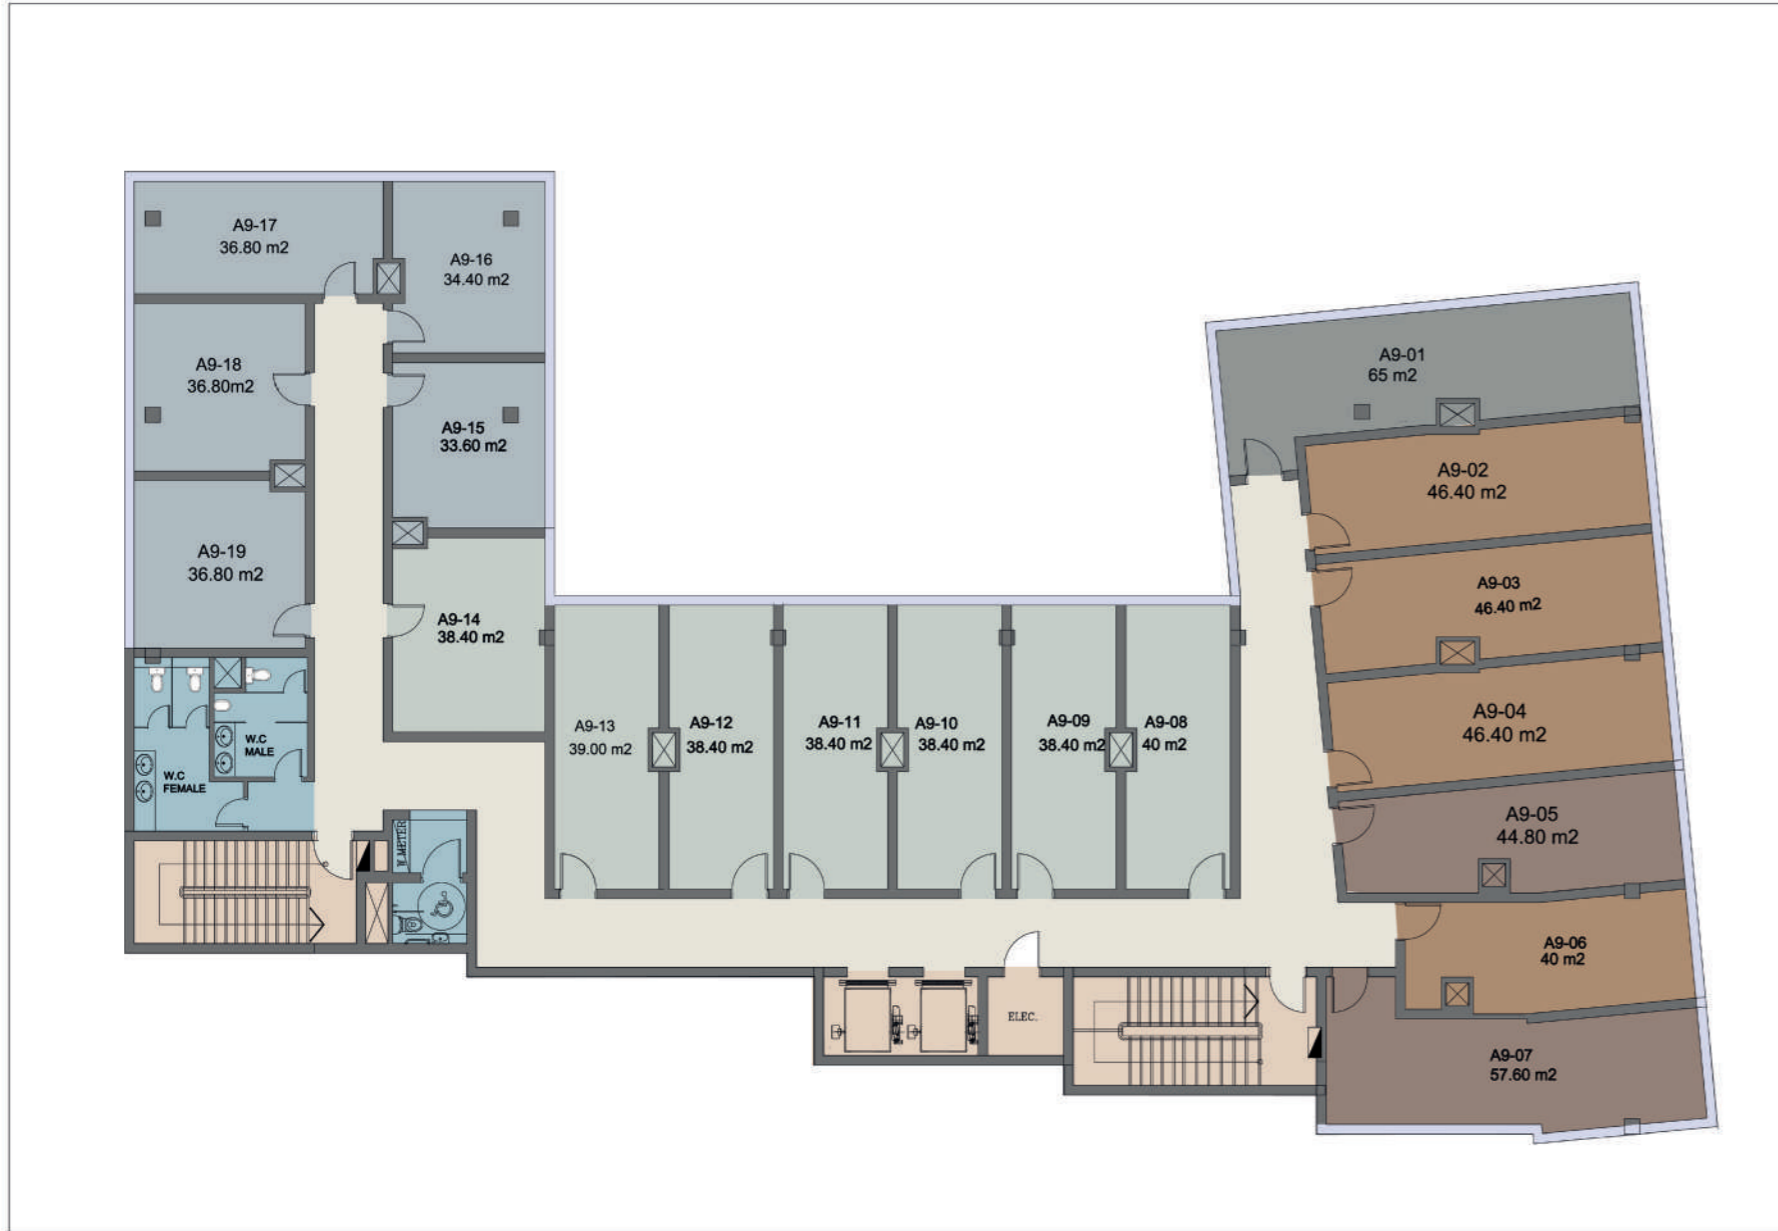 A9-17
36.80 m2
A9-16
34.40 m2
A9-18
36.80m2
A9-15
33.60 m2
A9-19
36.80 m2
A9-14
38.40 m2
W.C
MALE
W.C
FEMALE
W.METER
A9-13
39.00 m2
A9-12
38.40 m2
A9-11
38.40 m2
A9-10
38.40 m2
A9-09
38.40 m2
A9-08
40 m2
A9-01
65 m2
A9-02
46.40 m2
A9-03
46.40 m2
A9-04
46.40 m2
A9-05
44.80 m2
A9-06
40 m2
A9-07
57.60 m2
ELEC.